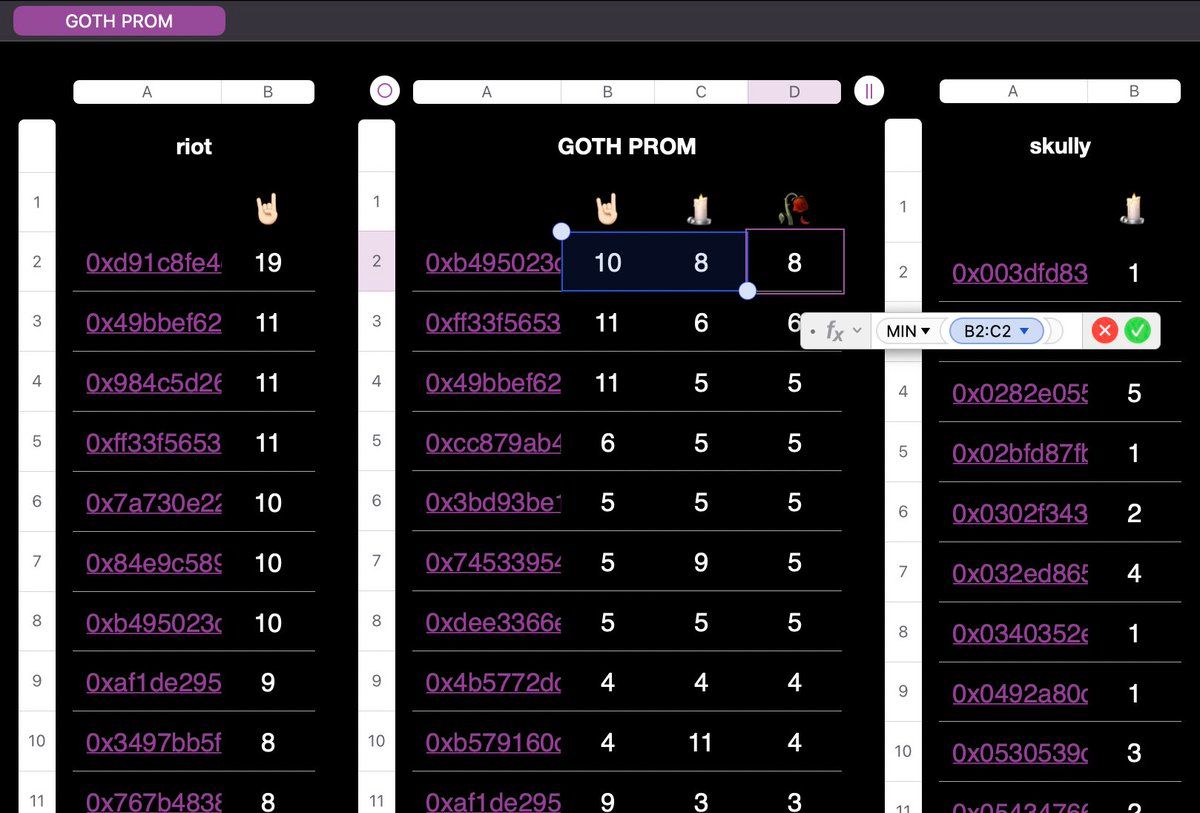 GOTH PROM
A B
riot
1 🤘🏻
2 0xd91c8fe4 19
3 0x49bbef62 11
4 0x984c5d26 11
5 0xff33f5653 11
6 0x7a730e22 10
7 0x84e9c589 10
8 0xb495023c 10
9 0xaf1de295 9
10 0x3497bb5f 8
11 0x767b4838 8
A B C D
GOTH PROM
1 🤘🏻 🕯️ 🥀
2 0xb495023c 10 8 8
3 0xff33f5653 11 6 6
4 0x49bbef62 11 5 5
5 0xcc879ab4 6 5 5
6 0x3bd93be1 5 5 5
7 0x74533954 5 9 5
8 0xdee3366e 5 5 5
9 0x4b5772dc 4 4 4
10 0xb579160c 4 11 4
11 0xaf1de295 9 3 3
fx MIN B2:C2
A B
skully
1 🕯️
2 0x003dfd83 1
4 0x0282e055 5
5 0x02bfd87fb 1
6 0x0302f343 2
7 0x032ed865 4
8 0x0340352e 1
9 0x0492a80c 1
10 0x0530539c 3
11